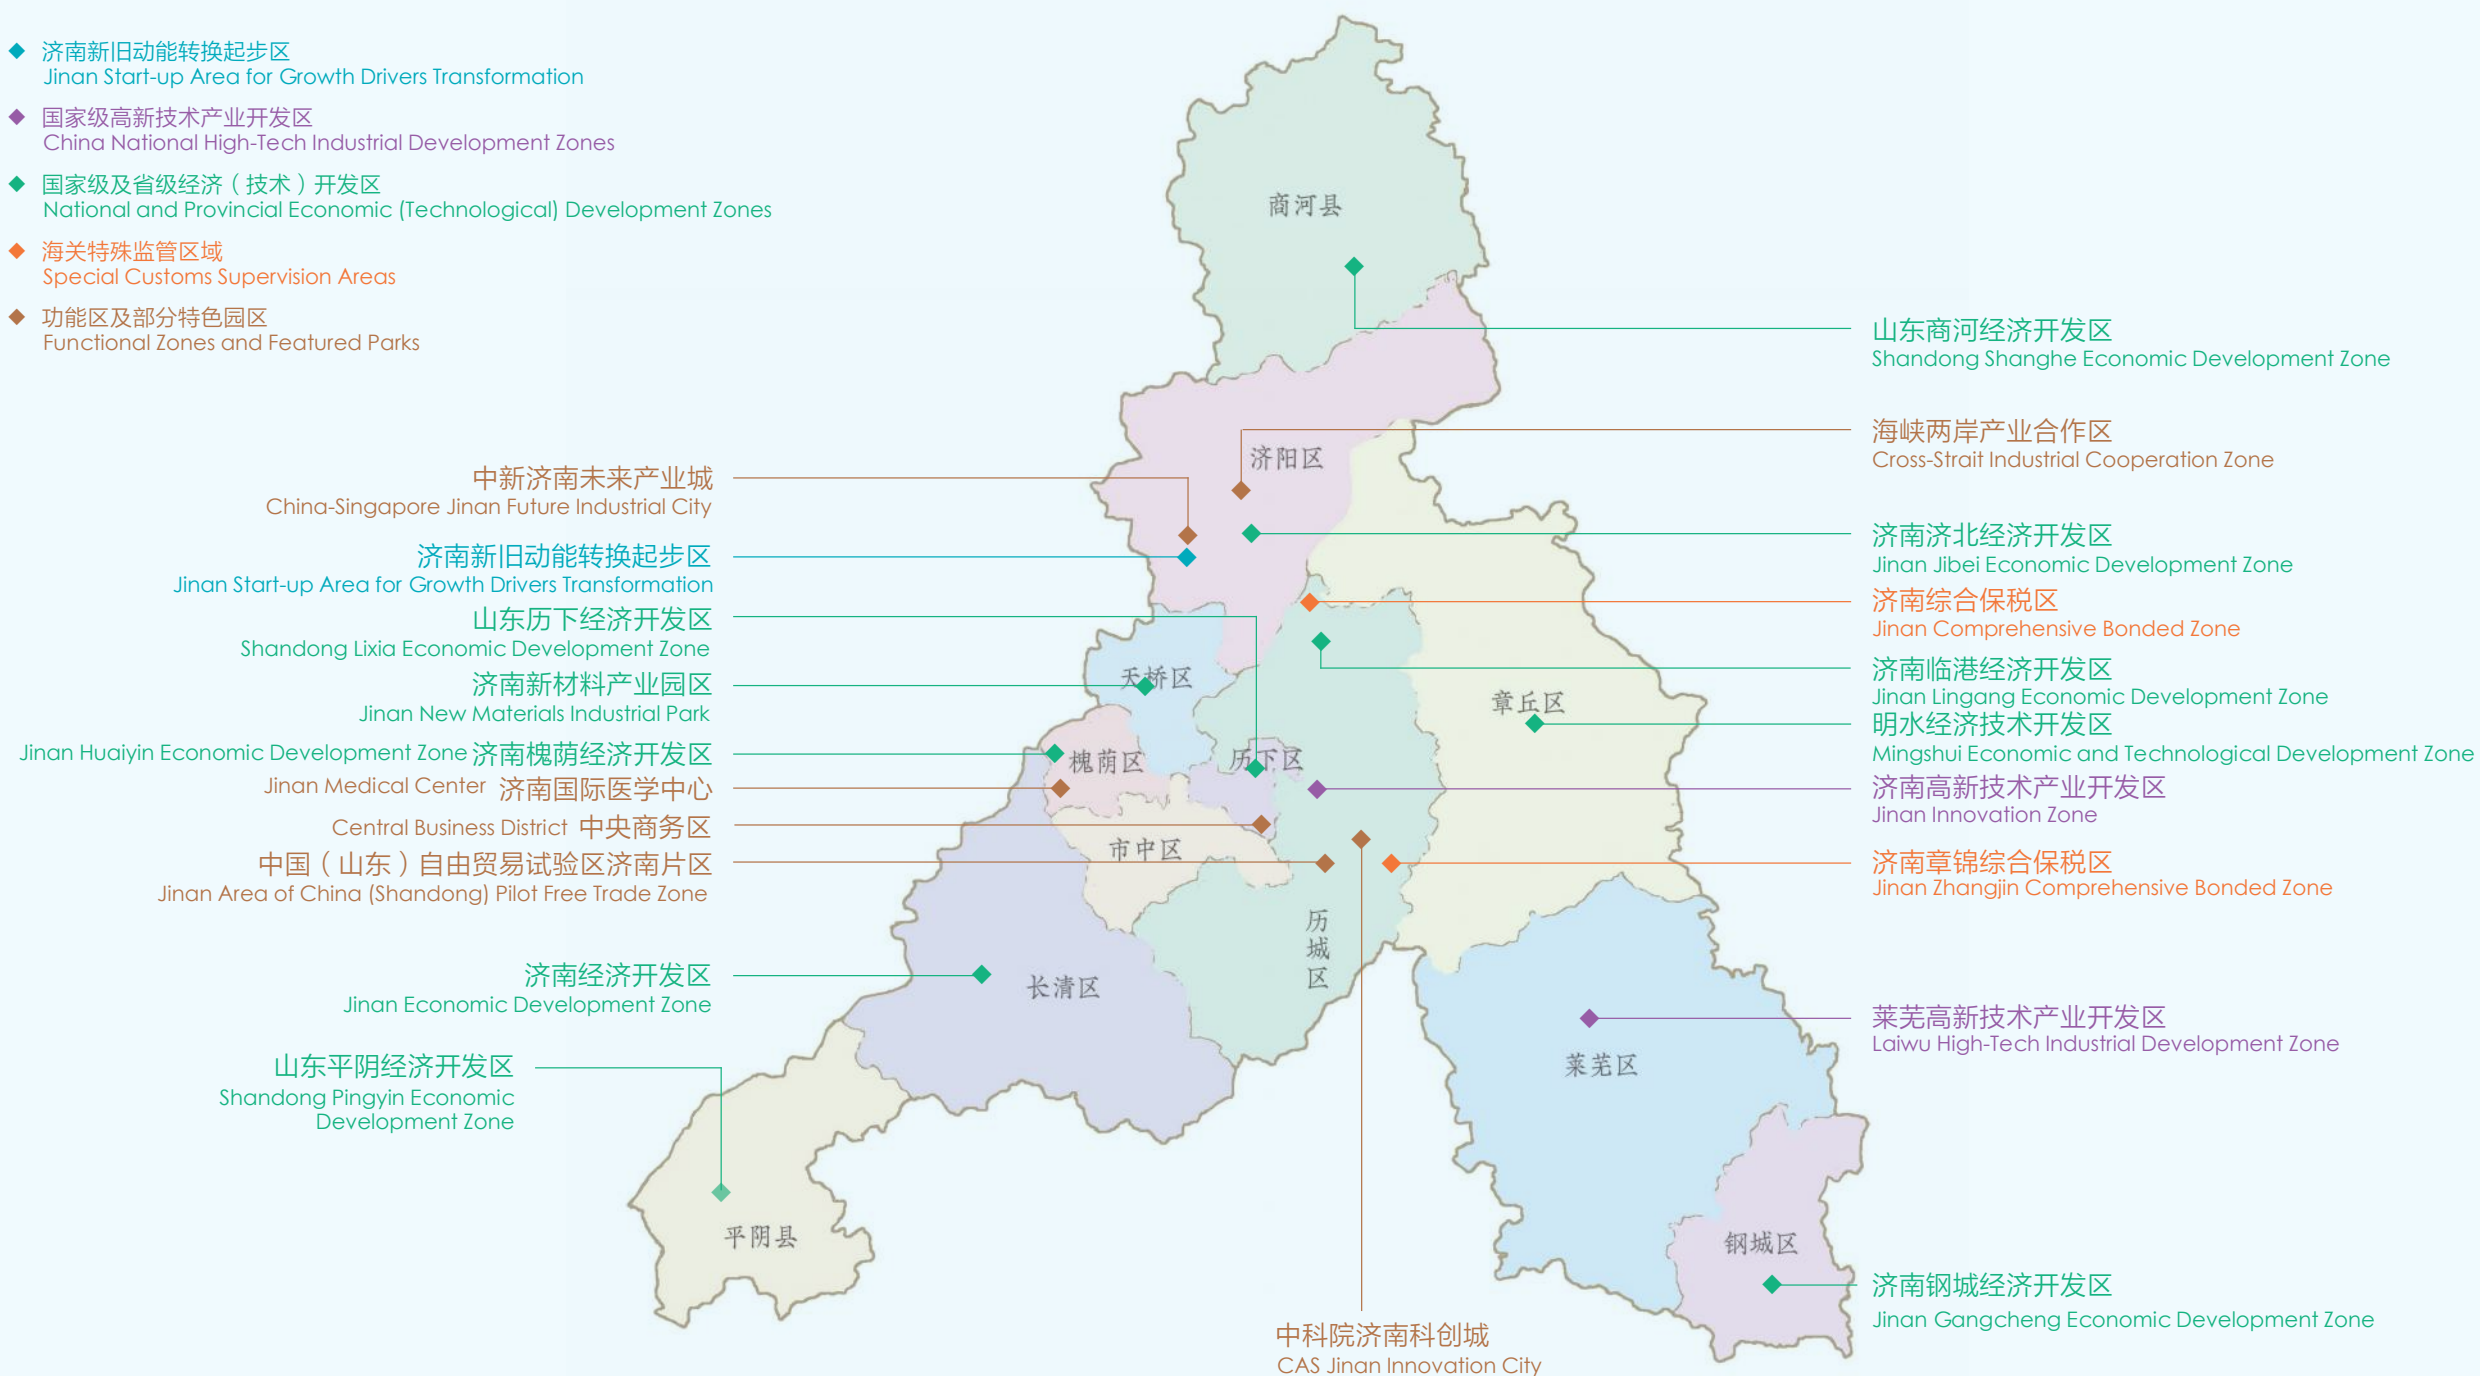 济南新旧动能转换起步区
Jinan Start-up Area for Growth Drivers Transformation
国家级高新技术产业开发区
China National High-Tech Industrial Development Zones
国家级及省级经济（技术）开发区
National and Provincial Economic (Technological) Development Zones
海关特殊监管区域
Special Customs Supervision Areas
功能区及部分特色园区
Functional Zones and Featured Parks
中新济南未来产业城
China-Singapore Jinan Future Industrial City
济南新旧动能转换起步区
Jinan Start-up Area for Growth Drivers Transformation
山东历下经济开发区
Shandong Lixia Economic Development Zone
济南新材料产业园区
Jinan New Materials Industrial Park
Jinan Huaiyin Economic Development Zone 济南槐荫经济开发区
Jinan Medical Center 济南国际医学中心
Central Business District 中央商务区
中国（山东）自由贸易试验区济南片区
Jinan Area of China (Shandong) Pilot Free Trade Zone
济南经济开发区
Jinan Economic Development Zone
山东平阴经济开发区
Shandong Pingyin Economic
Development Zone
商河县
济阳区
天桥区
章丘区
槐荫区
历下区
市中区
历城区
长清区
莱芜区
平阴县
钢城区
山东商河经济开发区
Shandong Shanghe Economic Development Zone
海峡两岸产业合作区
Cross-Strait Industrial Cooperation Zone
济南济北经济开发区
Jinan Jibei Economic Development Zone
济南综合保税区
Jinan Comprehensive Bonded Zone
济南临港经济开发区
Jinan Lingang Economic Development Zone
明水经济技术开发区
Mingshui Economic and Technological Development Zone
济南高新技术产业开发区
Jinan Innovation Zone
济南章锦综合保税区
Jinan Zhangjin Comprehensive Bonded Zone
莱芜高新技术产业开发区
Laiwu High-Tech Industrial Development Zone
济南钢城经济开发区
Jinan Gangcheng Economic Development Zone
中科院济南科创城
CAS Jinan Innovation City